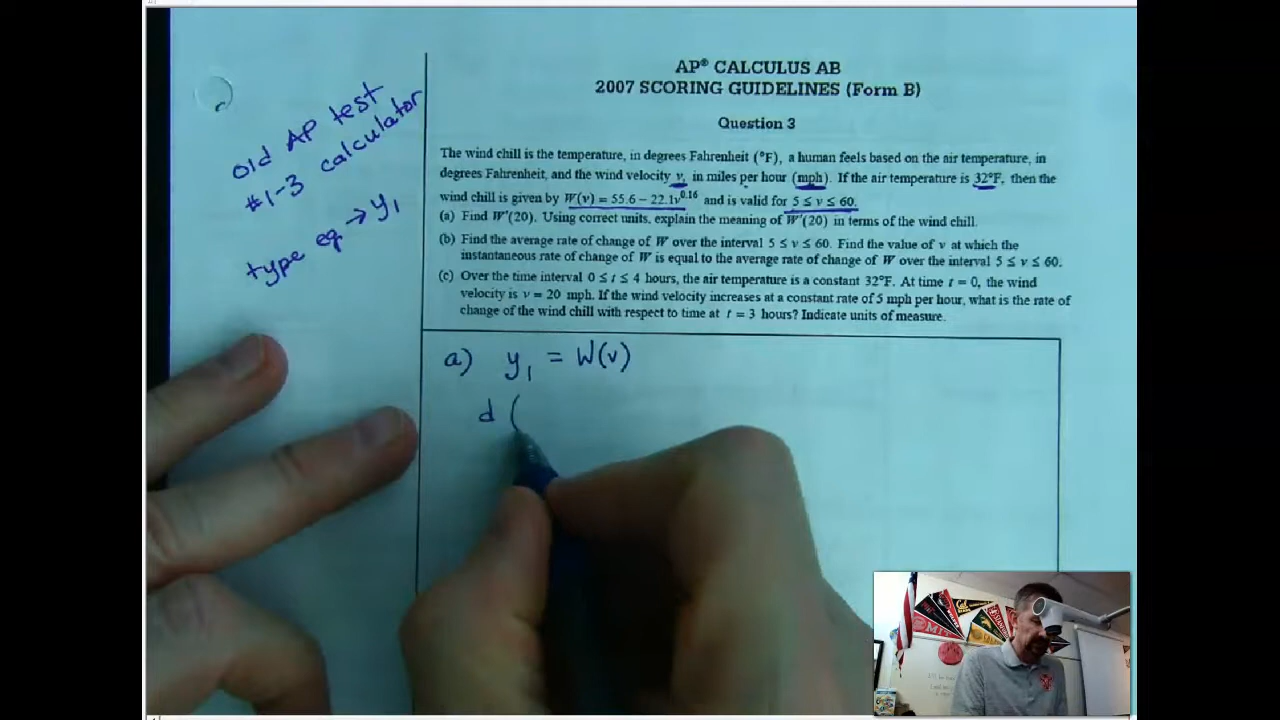 AP® CALCULUS AB
2007 SCORING GUIDELINES (Form B)
Question 3
The wind chill is the temperature, in degrees Fahrenheit (°F), a human feels based on the air temperature, in
degrees Fahrenheit, and the wind velocity v, in miles per hour (mph). If the air temperature is 32°F, then the
wind chill is given by W(v) = 55.6 − 22.1v^0.16 and is valid for 5 ≤ v ≤ 60.
(a) Find W′(20). Using correct units, explain the meaning of W′(20) in terms of the wind chill.
(b) Find the average rate of change of W over the interval 5 ≤ v ≤ 60. Find the value of v at which the
instantaneous rate of change of W is equal to the average rate of change of W over the interval 5 ≤ v ≤ 60.
(c) Over the time interval 0 ≤ t ≤ 4 hours, the air temperature is a constant 32°F. At time t = 0, the wind
velocity is v = 20 mph. If the wind velocity increases at a constant rate of 5 mph per hour, what is the rate of
change of the wind chill with respect to time at t = 3 hours? Indicate units of measure.
old AP test
#1-3 calculator
type eq → y₁
a) y₁ = W(v)
d (